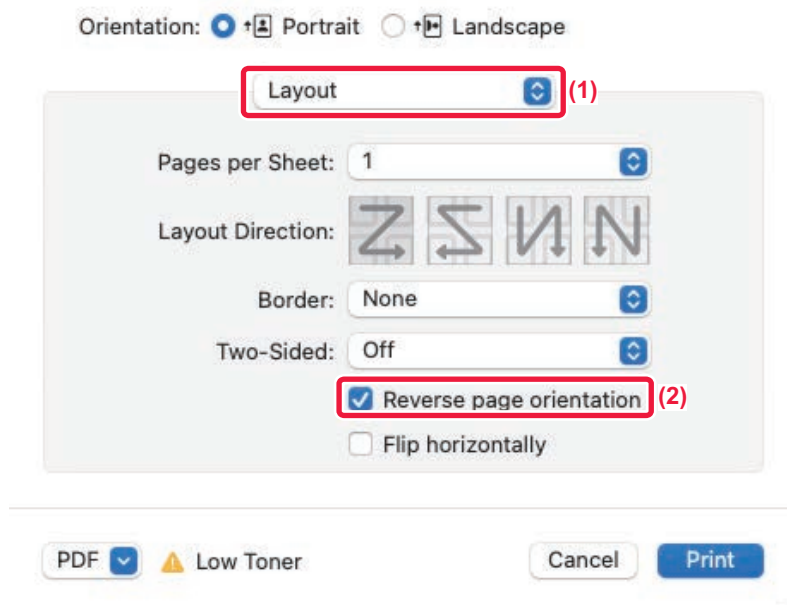 Orientation: Portrait Landscape
Layout (1)
Pages per Sheet: 1
Layout Direction:
Border: None
Two-Sided: Off
Reverse page orientation (2)
Flip horizontally
PDF Low Toner Cancel Print